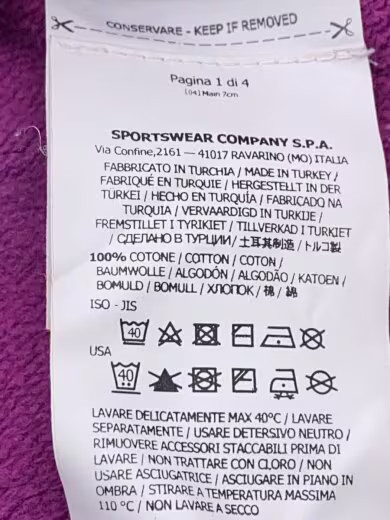 CONSERVARE - KEEP IF REMOVED
Pagina 1 di 4
[04] Main 7cm
SPORTSWEAR COMPANY S.P.A.
Via Confine,2161 — 41017 RAVARINO (MO) ITALIA
FABBRICATO IN TURCHIA / MADE IN TURKEY /
FABRIQUÉ EN TURQUIE / HERGESTELLT IN DER
TÜRKEI / HECHO EN TURQUÍA / FABRICADO NA
TURQUIA / VERVAARDIGD IN TURKIJE /
FREMSTILLET I TYRKIET / TILLVERKAD I TURKIET
/ СДЕЛАНО В ТУРЦИИ/ 土耳其制造 / トルコ製
100% COTONE / COTTON / COTON /
BAUMWOLLE / ALGODÓN / ALGODÃO / KATOEN /
BOMULD / BOMULL / ХЛОПОК / 棉 / 綿
ISO - JIS
40
USA
40
LAVARE DELICATAMENTE MAX 40°C / LAVARE
SEPARATAMENTE / USARE DETERSIVO NEUTRO /
RIMUOVERE ACCESSORI STACCABILI PRIMA DI
LAVARE / NON TRATTARE CON CLORO / NON
USARE ASCIUGATRICE / ASCIUGARE IN PIANO IN
OMBRA / STIRARE A TEMPERATURA MASSIMA
110 °C / NON LAVARE A SECCO